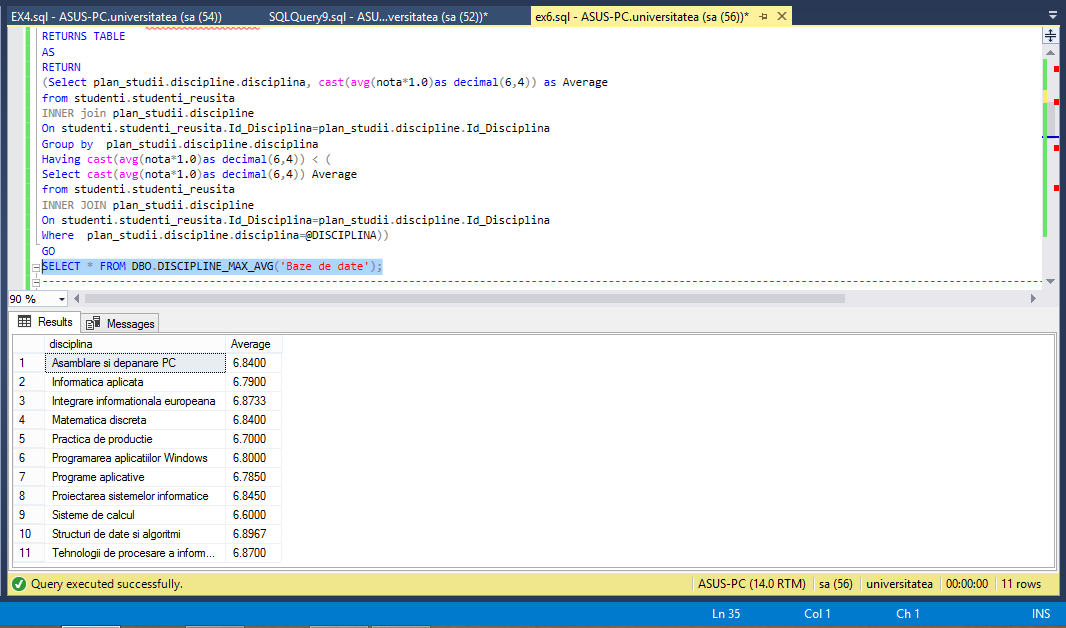 EX4.sql - ASUS-PC.universitatea (sa (54)) SQLQuery9.sql - ASU...versitatea (sa (52))* ex6.sql - ASUS-PC.universitatea (sa (56))*
RETURNS TABLE
AS
RETURN
(Select plan_studii.discipline.disciplina, cast(avg(nota*1.0)as decimal(6,4)) as Average
from studenti.studenti_reusita
INNER join plan_studii.discipline
On studenti.studenti_reusita.Id_Disciplina=plan_studii.discipline.Id_Disciplina
Group by  plan_studii.discipline.disciplina
Having cast(avg(nota*1.0)as decimal(6,4)) < (
Select cast(avg(nota*1.0)as decimal(6,4)) Average
from studenti.studenti_reusita
INNER JOIN plan_studii.discipline
On studenti.studenti_reusita.Id_Disciplina=plan_studii.discipline.Id_Disciplina
Where  plan_studii.discipline.disciplina=@DISCIPLINA))
GO
SELECT * FROM DBO.DISCIPLINE_MAX_AVG('Baze de date');
90 %
Results Messages
disciplina Average
1 Asamblare si depanare PC 6.8400
2 Informatica aplicata 6.7900
3 Integrare informationala europeana 6.8733
4 Matematica discreta 6.8400
5 Practica de productie 6.7000
6 Programarea aplicatiilor Windows 6.8000
7 Programe aplicative 6.7850
8 Proiectarea sistemelor informatice 6.8450
9 Sisteme de calcul 6.6000
10 Structuri de date si algoritmi 6.8967
11 Tehnologii de procesare a inform... 6.8700
Query executed successfully. ASUS-PC (14.0 RTM) sa (56) universitatea 00:00:00 11 rows
Ln 35 Col 1 Ch 1 INS